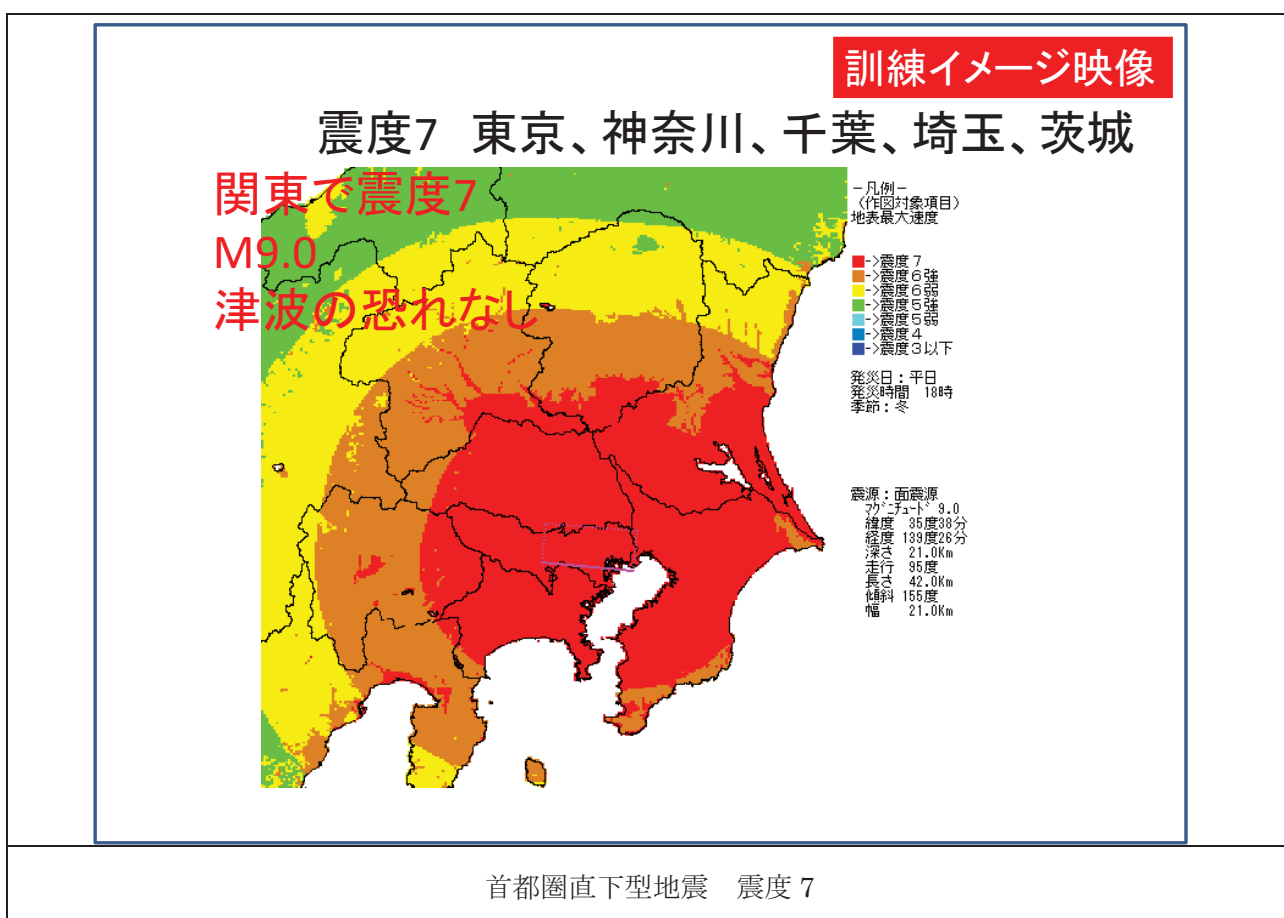 訓練イメージ映像
震度7 東京、神奈川、千葉、埼玉、茨城
関東で震度7
M9.0
津波の恐れなし
−凡例−
(作図対象項目)
地表最大速度
->震度7
->震度6強
->震度6弱
->震度5強
->震度5弱
->震度4
->震度3以下
発災日:平日
発災時間 18時
季節:冬
震源:面震源
マグニチュード 9.0
緯度 35度38分
経度 139度26分
深さ 21.0Km
走行 95度
長さ 42.0Km
傾斜 155度
幅 21.0Km
首都圏直下型地震 震度 7